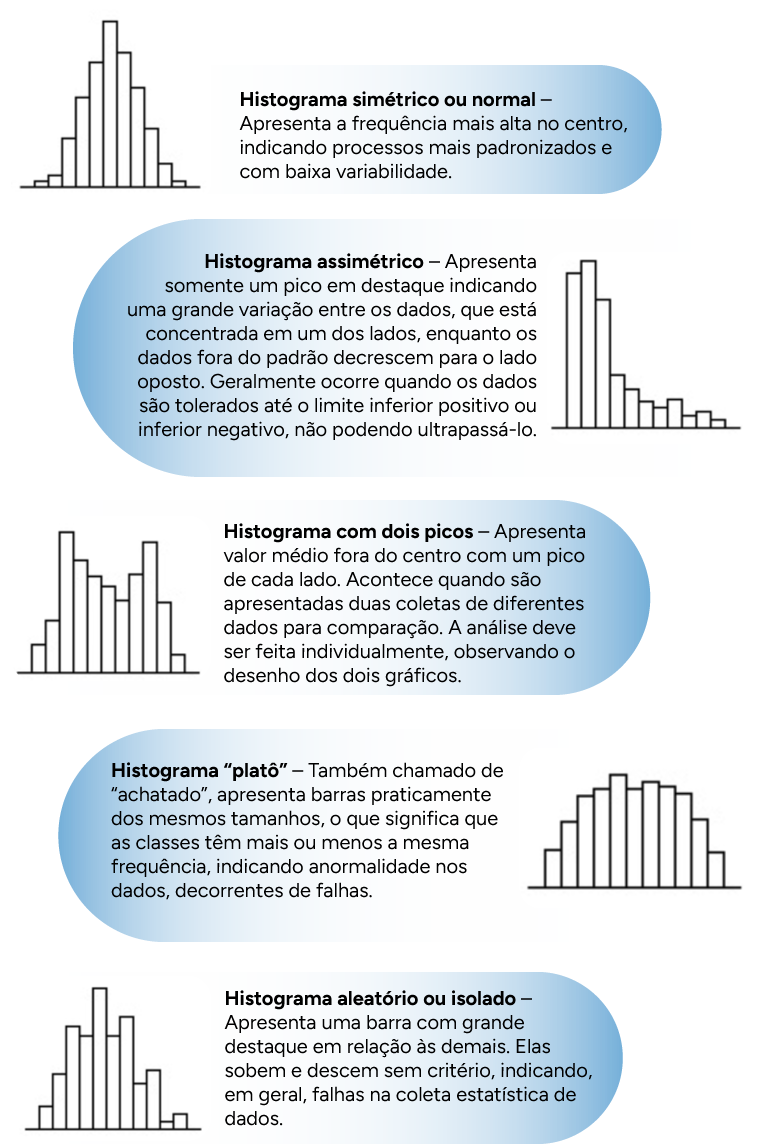 Histograma simétrico ou normal –
Apresenta a frequência mais alta no centro,
indicando processos mais padronizados e
com baixa variabilidade.
Histograma assimétrico – Apresenta
somente um pico em destaque indicando
uma grande variação entre os dados, que está
concentrada em um dos lados, enquanto os
dados fora do padrão decrescem para o lado
oposto. Geralmente ocorre quando os dados
são tolerados até o limite inferior positivo ou
inferior negativo, não podendo ultrapassá-lo.
Histograma com dois picos – Apresenta
valor médio fora do centro com um pico
de cada lado. Acontece quando são
apresentadas duas coletas de diferentes
dados para comparação. A análise deve
ser feita individualmente, observando o
desenho dos dois gráficos.
Histograma “platô” – Também chamado de
“achatado”, apresenta barras praticamente
dos mesmos tamanhos, o que significa que
as classes têm mais ou menos a mesma
frequência, indicando anormalidade nos
dados, decorrentes de falhas.
Histograma aleatório ou isolado –
Apresenta uma barra com grande
destaque em relação às demais. Elas
sobem e descem sem critério, indicando,
em geral, falhas na coleta estatística de
dados.